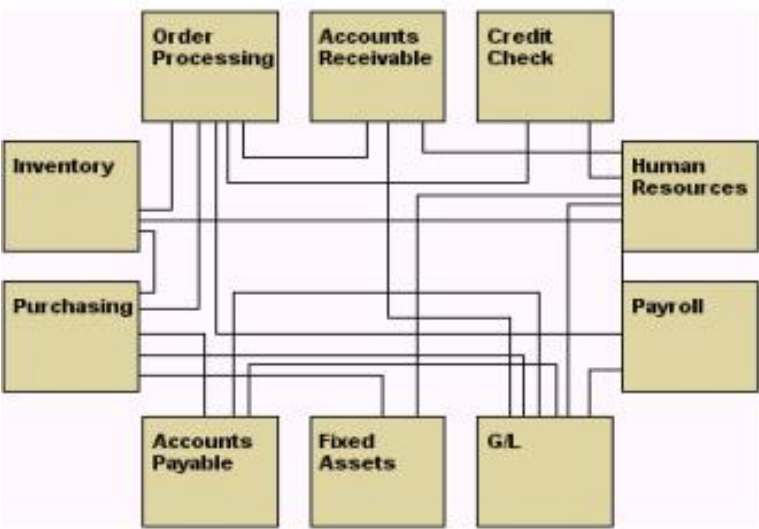 Order
Processing
Accounts
Receivable
Credit
Check
Inventory
Human
Resources
Purchasing
Payroll
Accounts
Payable
Fixed
Assets
G/L